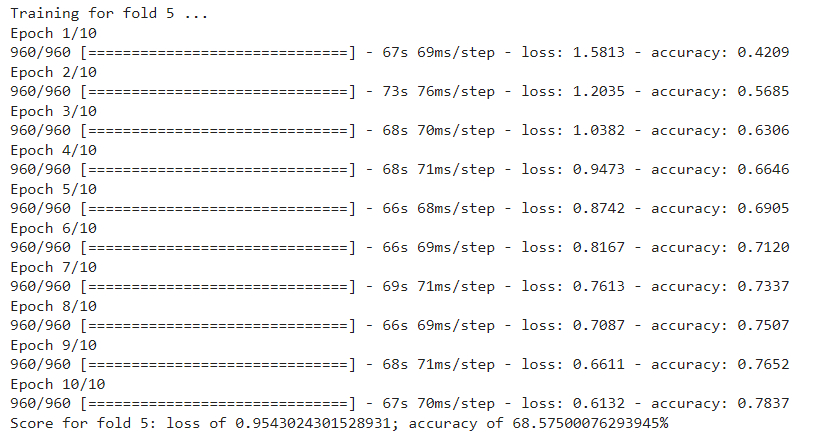 Training for fold 5 ...
Epoch 1/10
960/960 [==============================] - 67s 69ms/step - loss: 1.5813 - accuracy: 0.4209
Epoch 2/10
960/960 [==============================] - 73s 76ms/step - loss: 1.2035 - accuracy: 0.5685
Epoch 3/10
960/960 [==============================] - 68s 70ms/step - loss: 1.0382 - accuracy: 0.6306
Epoch 4/10
960/960 [==============================] - 68s 71ms/step - loss: 0.9473 - accuracy: 0.6646
Epoch 5/10
960/960 [==============================] - 66s 68ms/step - loss: 0.8742 - accuracy: 0.6905
Epoch 6/10
960/960 [==============================] - 66s 69ms/step - loss: 0.8167 - accuracy: 0.7120
Epoch 7/10
960/960 [==============================] - 69s 71ms/step - loss: 0.7613 - accuracy: 0.7337
Epoch 8/10
960/960 [==============================] - 66s 69ms/step - loss: 0.7087 - accuracy: 0.7507
Epoch 9/10
960/960 [==============================] - 68s 71ms/step - loss: 0.6611 - accuracy: 0.7652
Epoch 10/10
960/960 [==============================] - 67s 70ms/step - loss: 0.6132 - accuracy: 0.7837
Score for fold 5: loss of 0.9543024301528931; accuracy of 68.57500076293945%